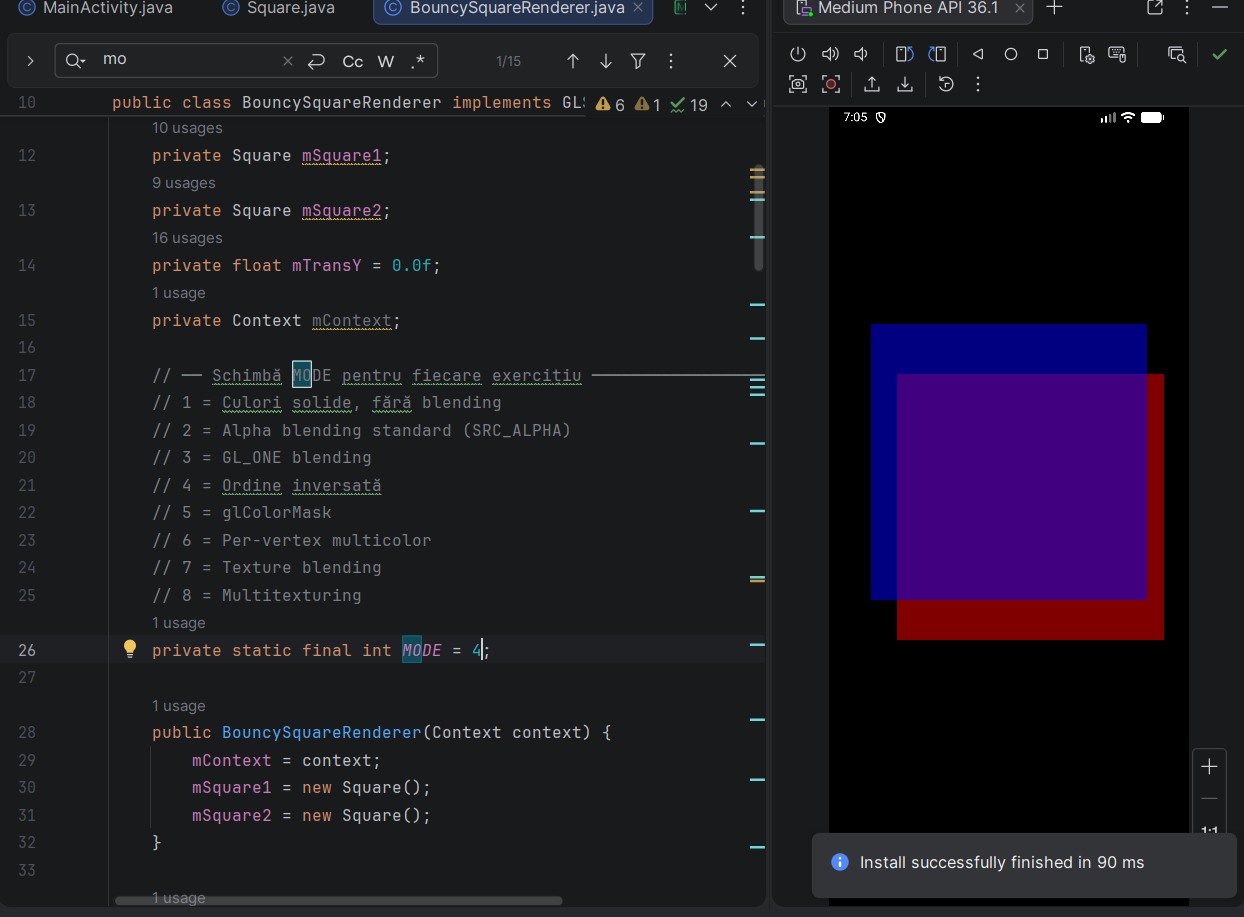 MainActivity.java Square.java BouncySquareRenderer.java
mo Cc W .* 1/15
10 public class BouncySquareRenderer implements GLS 6 1 19
10 usages
12 private Square mSquare1;
9 usages
13 private Square mSquare2;
16 usages
14 private float mTransY = 0.0f;
1 usage
15 private Context mContext;
16
17 // ── Schimbă MODE pentru fiecare exercițiu ──────────────────
18 // 1 = Culori solide, fără blending
19 // 2 = Alpha blending standard (SRC_ALPHA)
20 // 3 = GL_ONE blending
21 // 4 = Ordine inversată
22 // 5 = glColorMask
23 // 6 = Per-vertex multicolor
24 // 7 = Texture blending
25 // 8 = Multitexturing
1 usage
26 private static final int MODE = 4;
27
1 usage
28 public BouncySquareRenderer(Context context) {
29 mContext = context;
30 mSquare1 = new Square();
31 mSquare2 = new Square();
32 }
33
1 usage
Medium Phone API 36.1
7:05
1:1
Install successfully finished in 90 ms